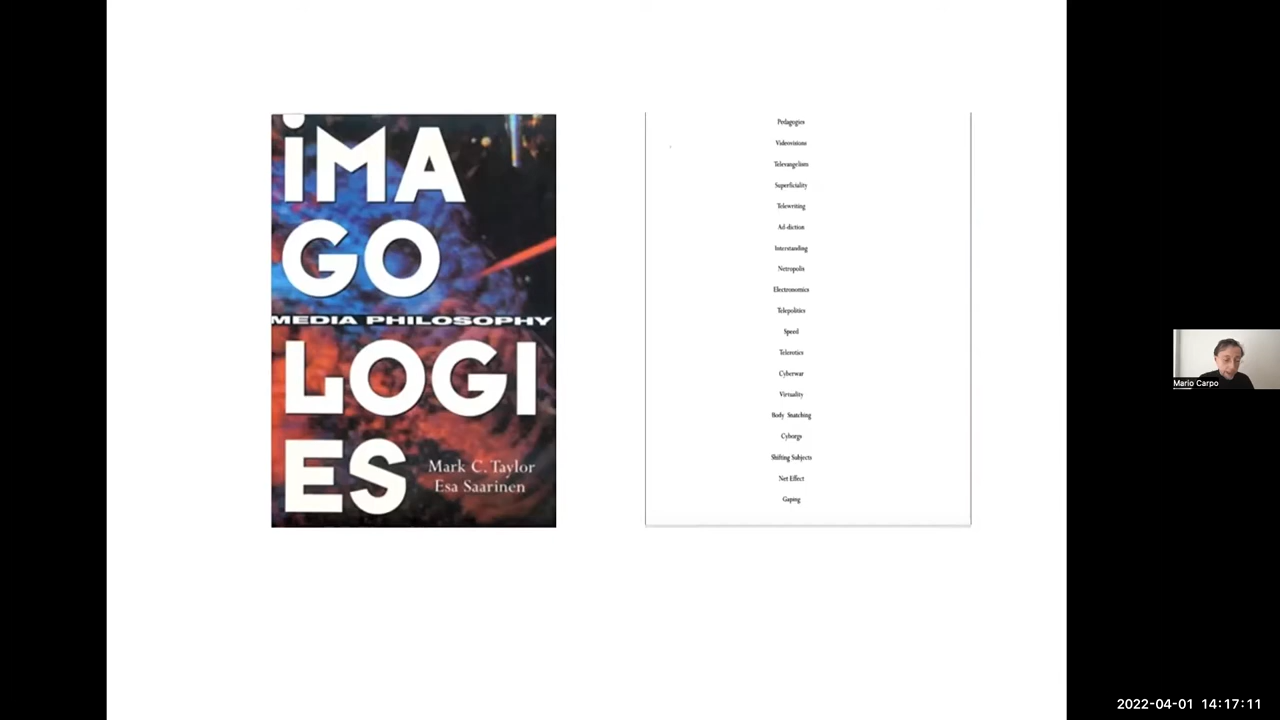 iMA
GO
MEDIA PHILOSOPHY
LOGI
ES
Mark C. Taylor
Esa Saarinen
Pedagogies
Videovisions
Televangelism
Superficiality
Telewriting
Ad-diction
Interstanding
Netropolis
Electronomics
Telepolitics
Speed
Telerotics
Cyberwar
Virtuality
Body Snatching
Cyborgs
Shifting Subjects
Net Effect
Gaping
Mario Carpo
2022-04-01 14:17:11